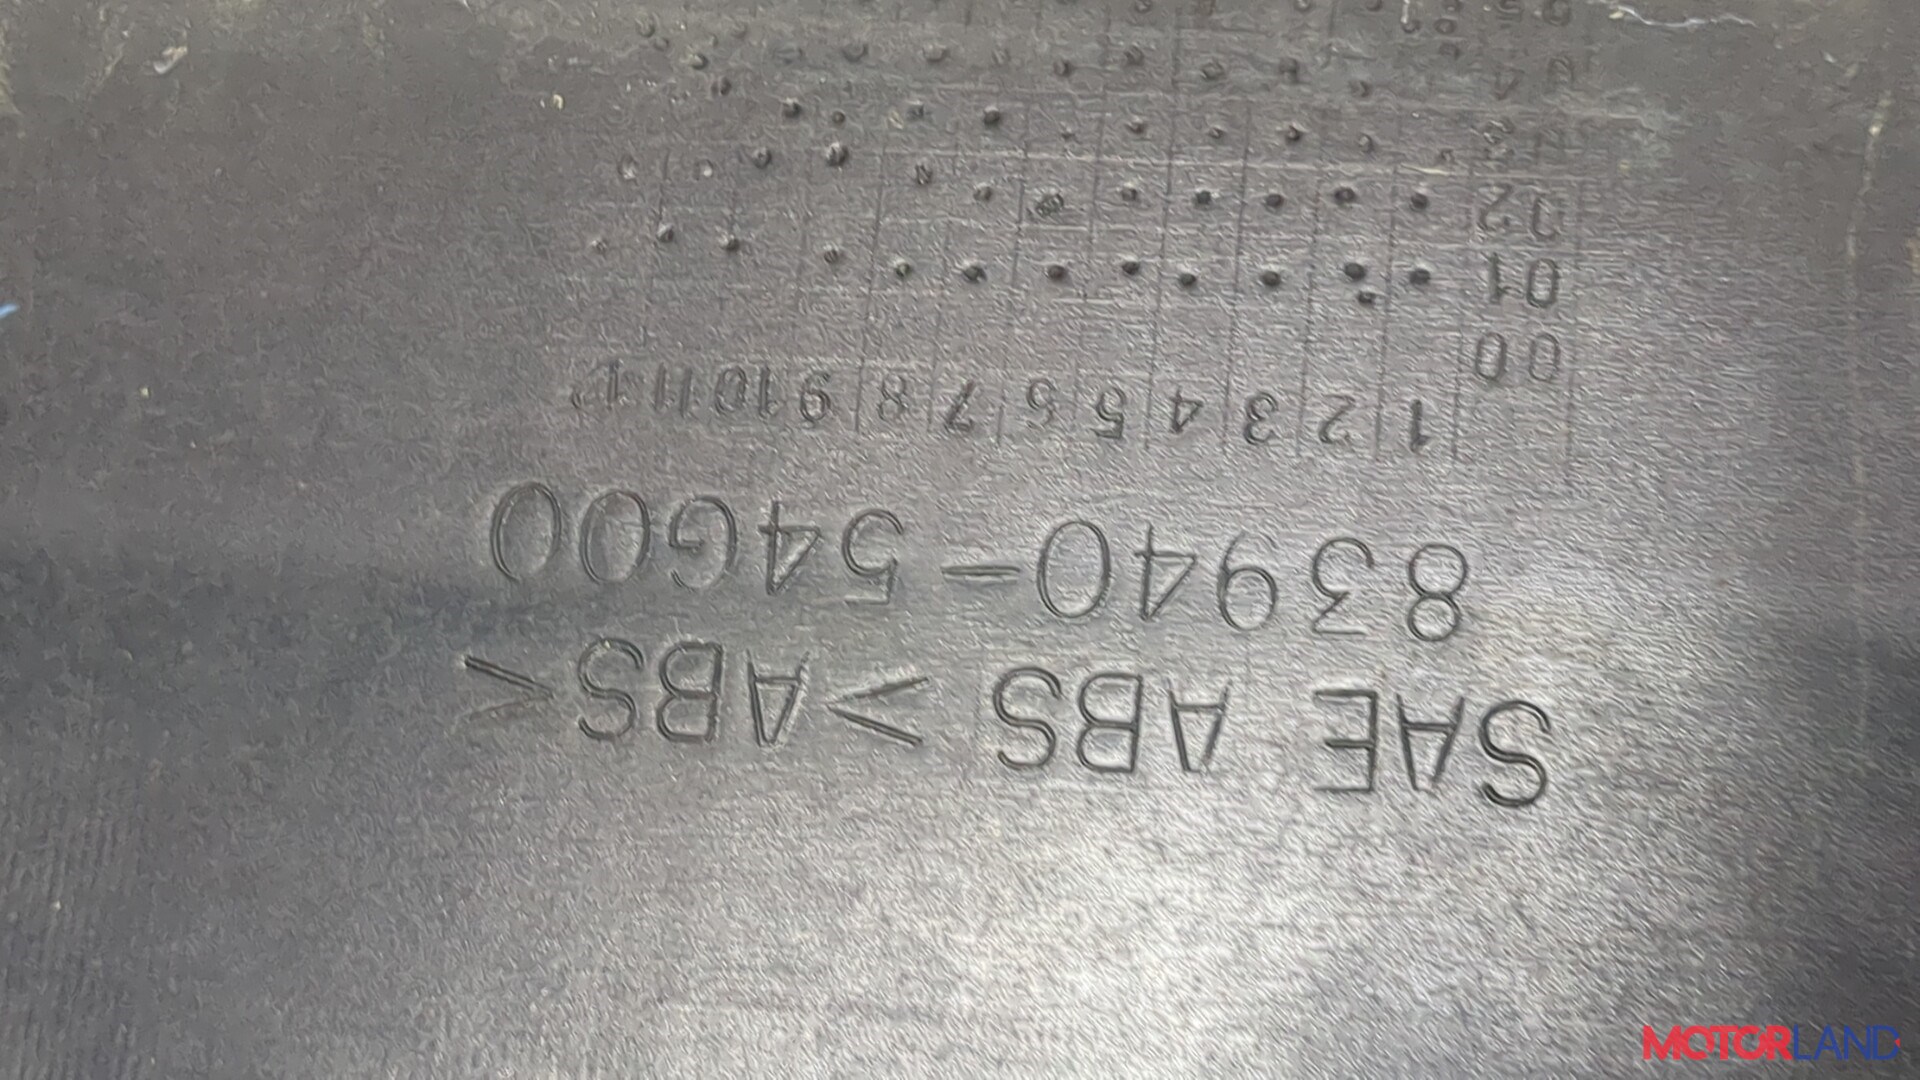 SAE ABS >ABS<
83940-54G00
1 2 3 4 5 6 7 8 9 10 11 12
00
01
02
MOTORLAND